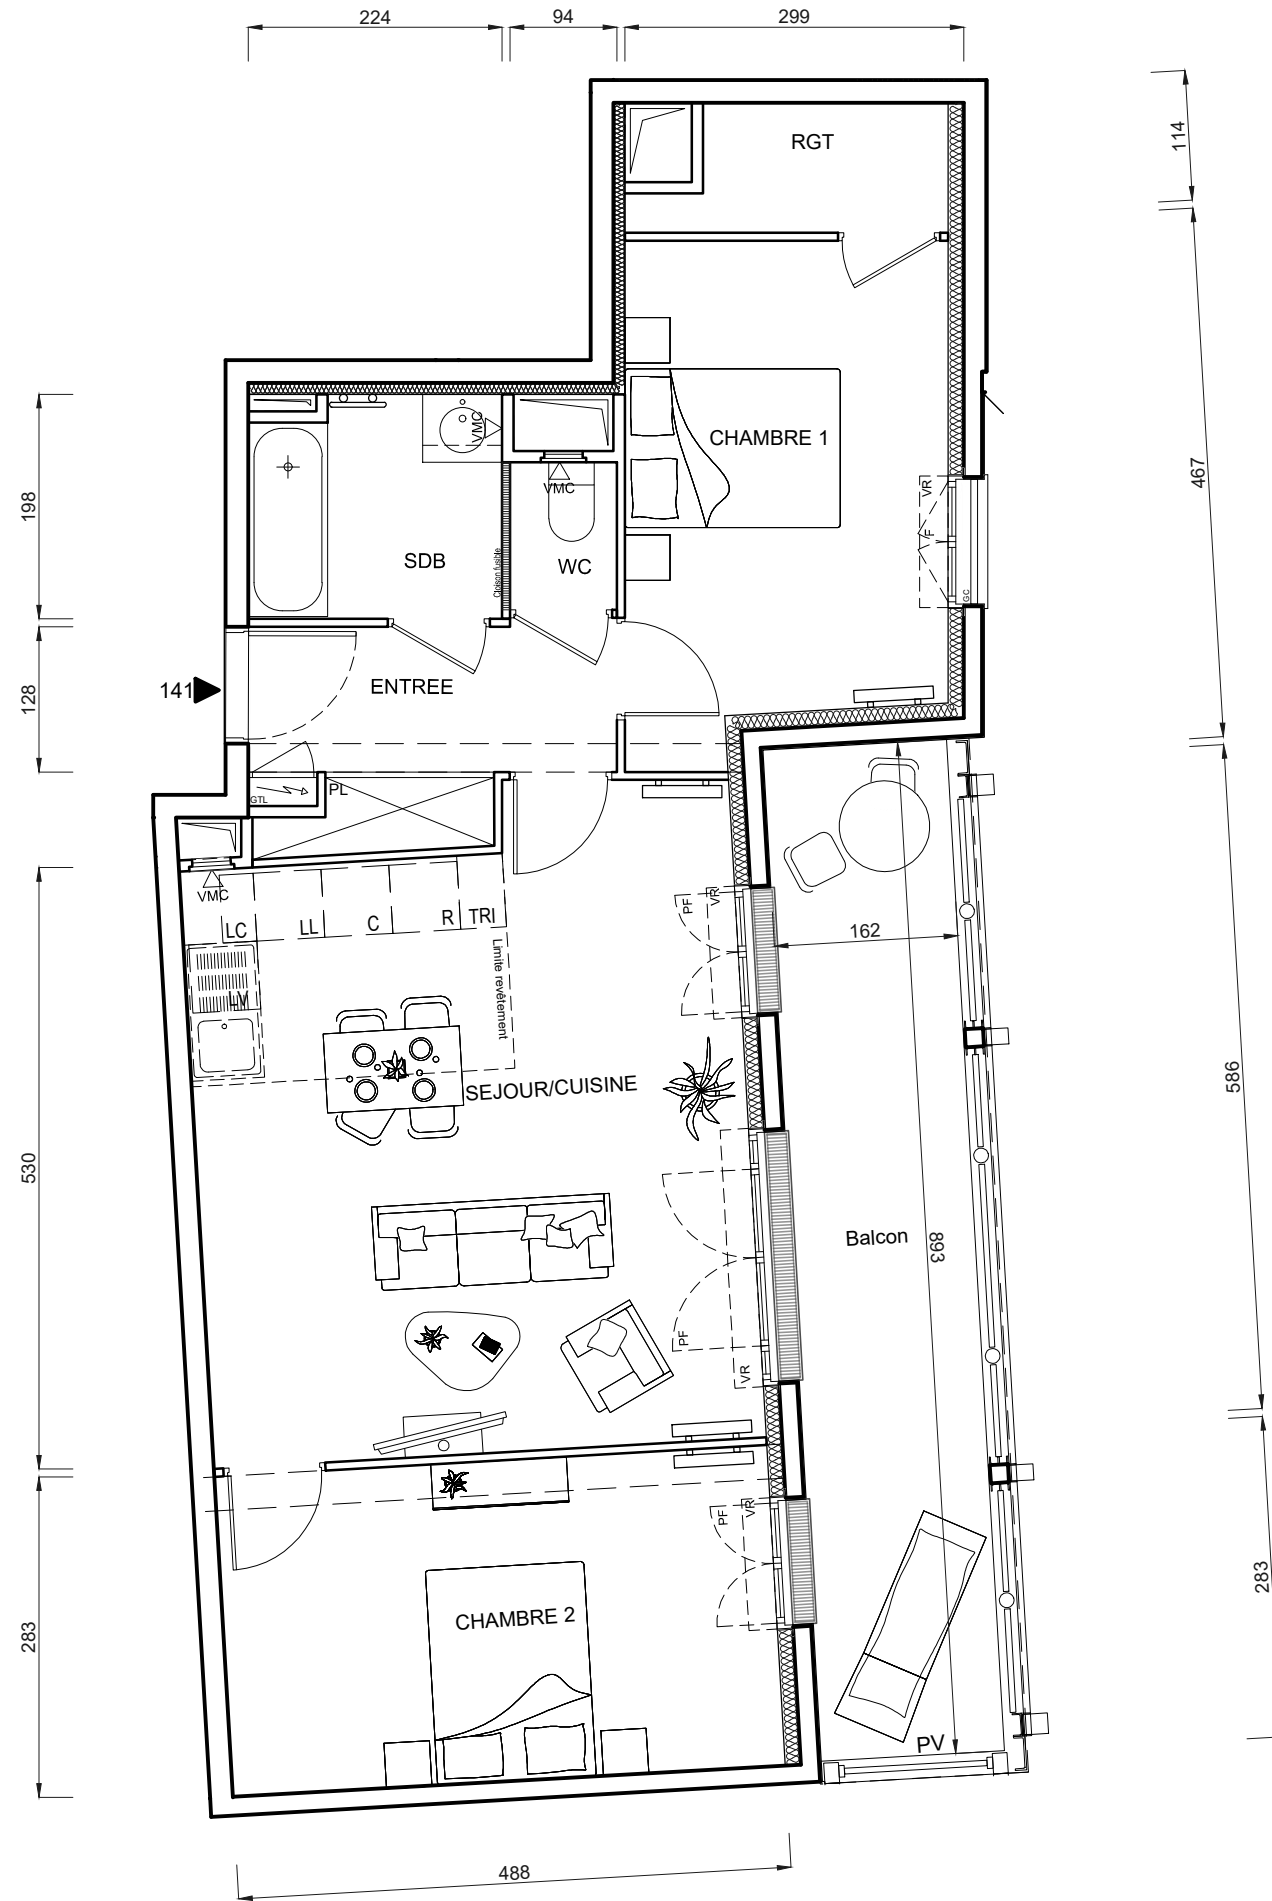 224
94
299
114
RGT
CHAMBRE 1
467
198
VMC
VMC
VR
F
GC
SDB
Cloison fusible
WC
128
141
ENTREE
GTL
PL
VMC
LC
LL
C
R
TRI
LV
Limite revêtement
PF
VR
162
SEJOUR/CUISINE
586
530
Balcon
893
PF
VR
PF
VR
283
283
CHAMBRE 2
PV
488